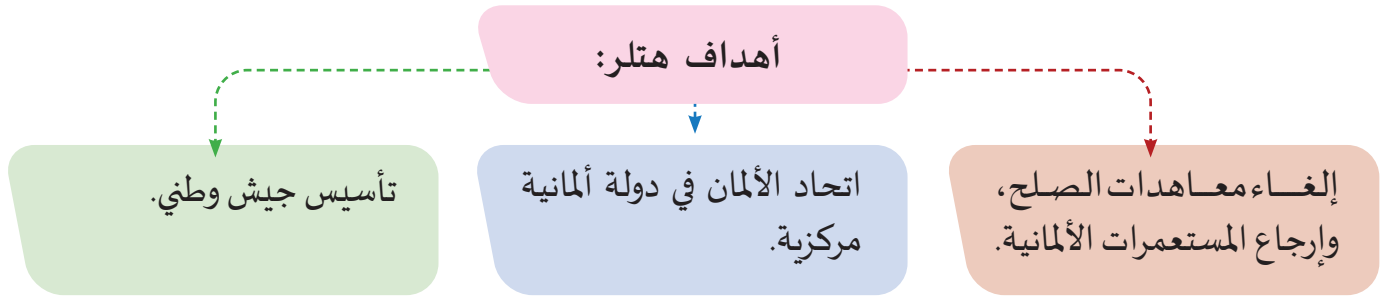 أهداف هتلر:
إلغاء معاهدات الصلح،
وإرجاع المستعمرات الألمانية.
اتحاد الألمان في دولة ألمانية
مركزية.
تأسيس جيش وطني.